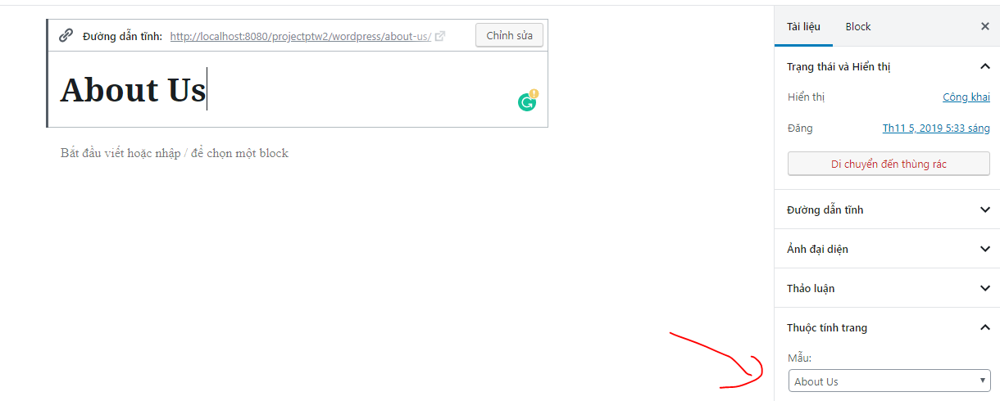 Đường dẫn tĩnh: http://localhost:8080/projectptw2/wordpress/about-us/ Chỉnh sửa
About Us
Bắt đầu viết hoặc nhập / để chọn một block
Tài liệu Block
Trạng thái và Hiển thị
Hiển thị Công khai
Đăng Th11 5, 2019 5:33 sáng
Di chuyển đến thùng rác
Đường dẫn tĩnh
Ảnh đại diện
Thảo luận
Thuộc tính trang
Mẫu:
About Us